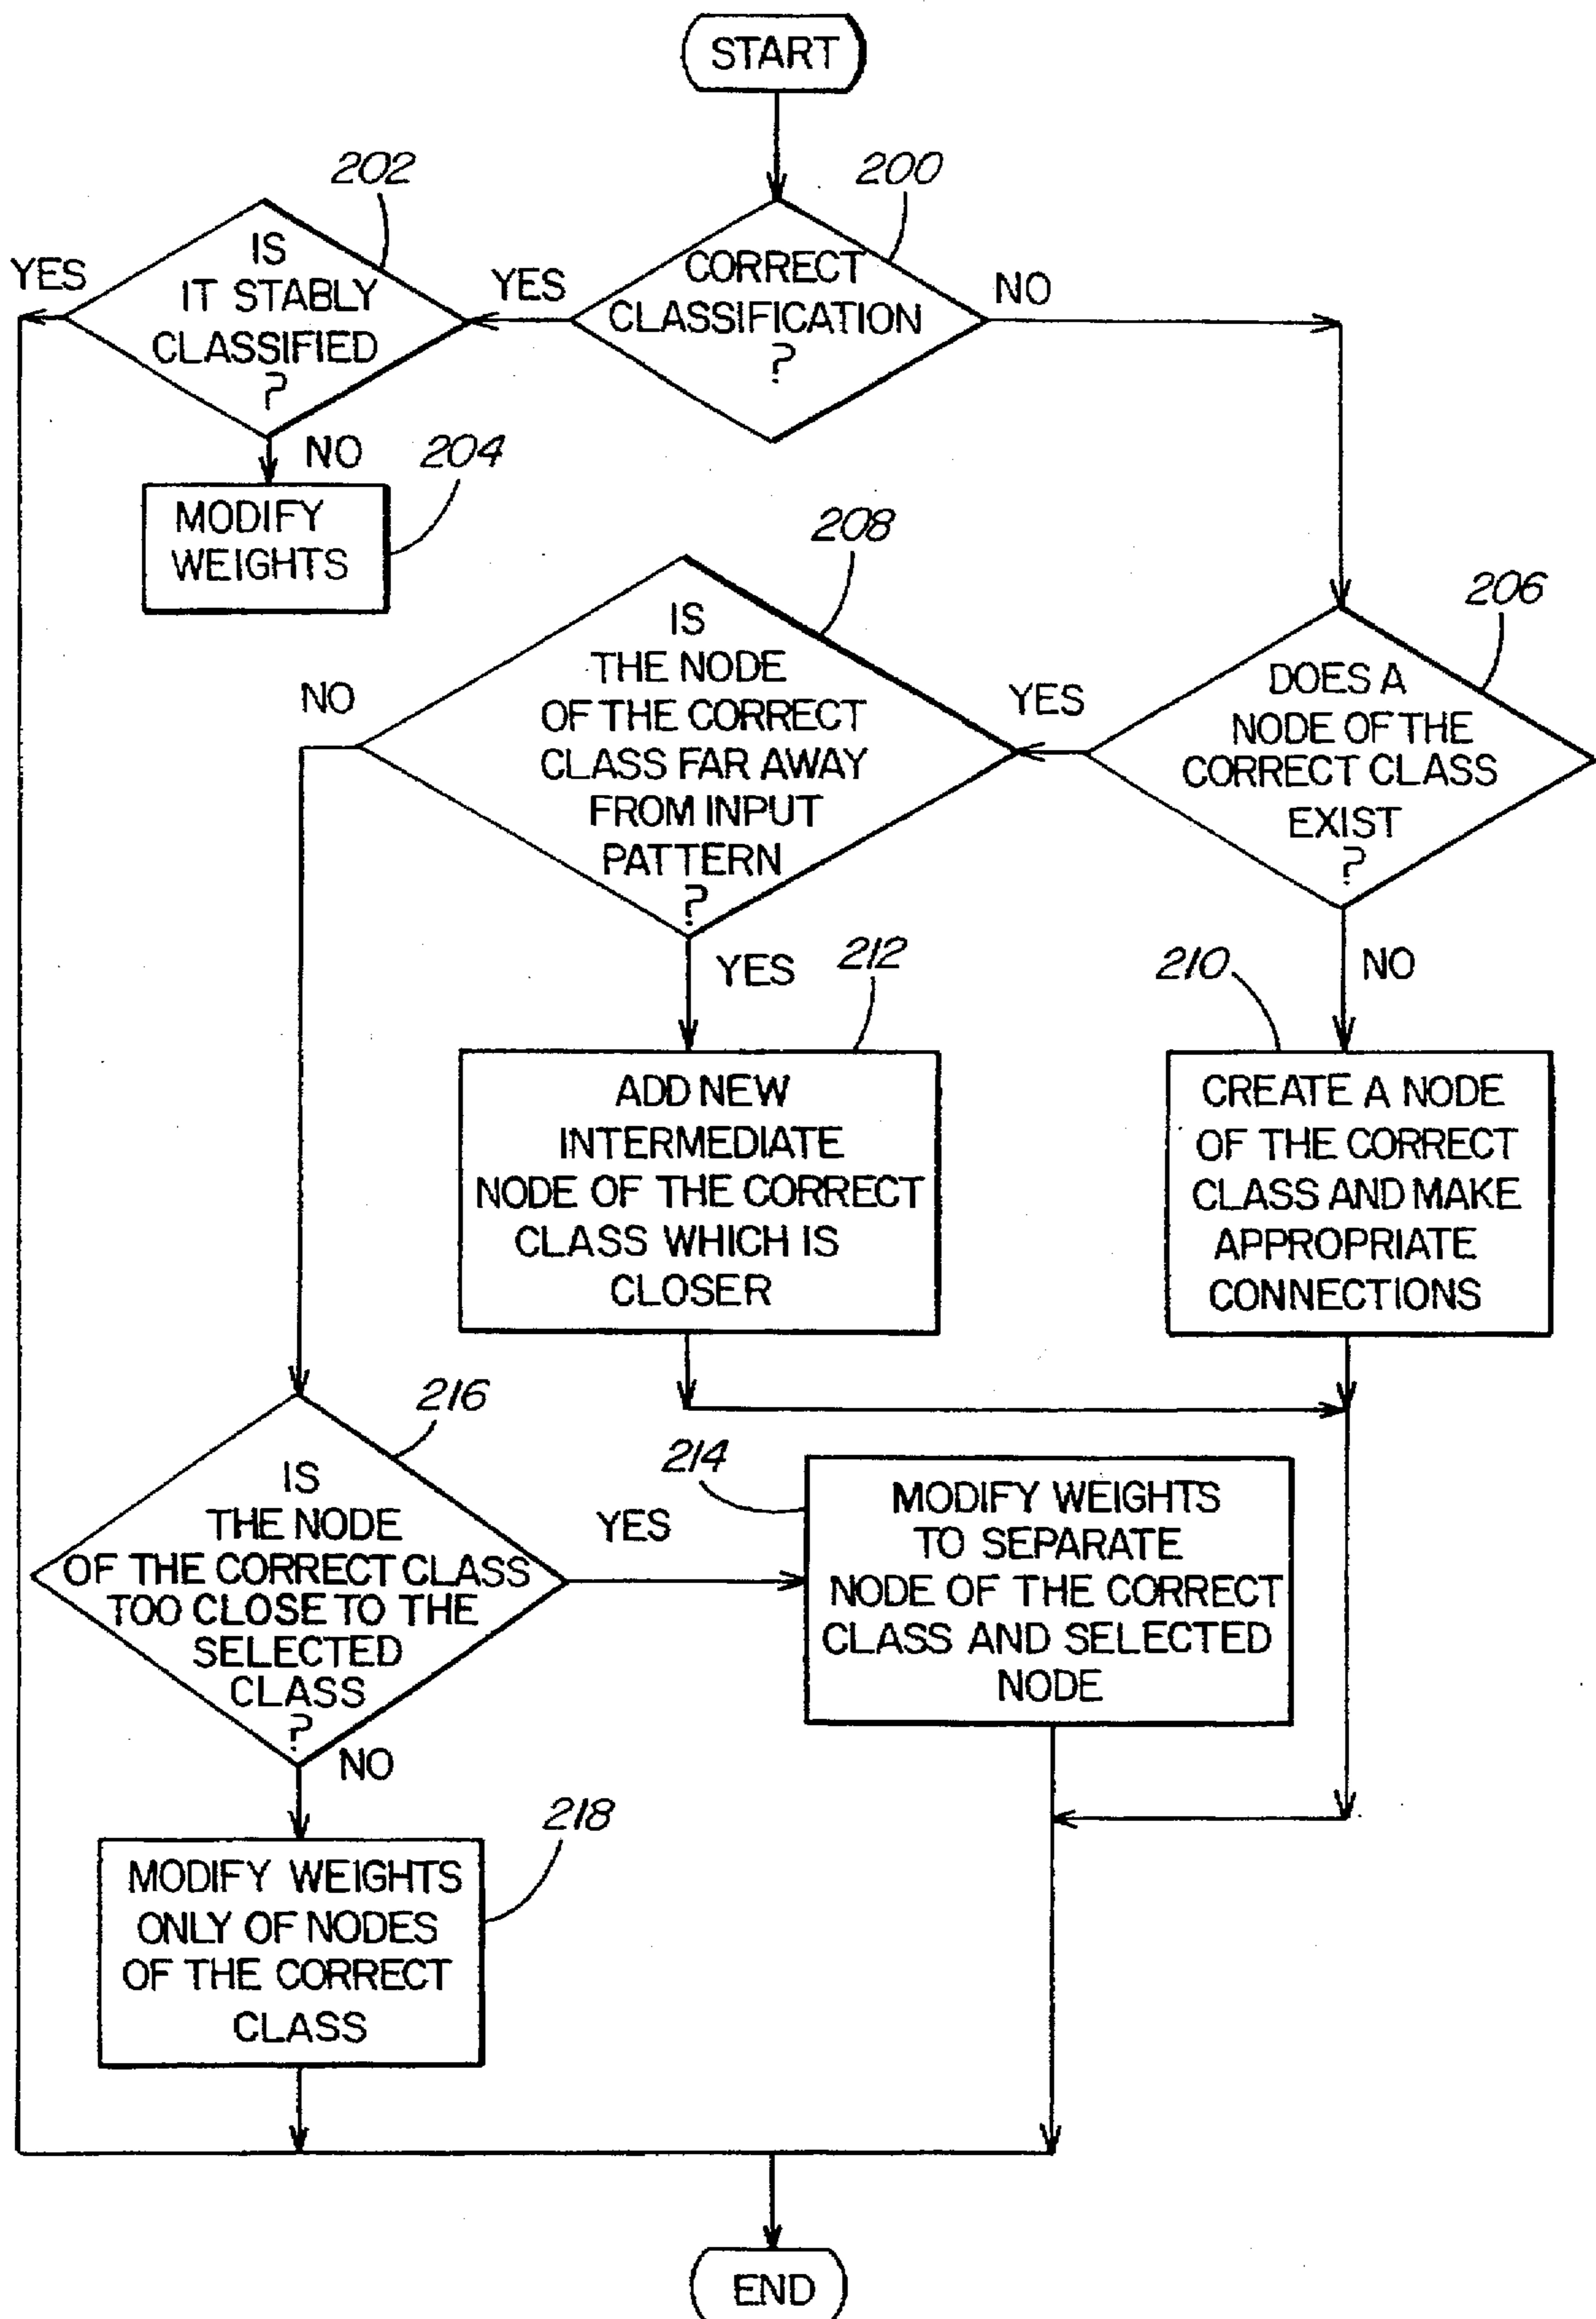 START
202
200
IS
IT STABLY
CLASSIFIED
?
YES
YES
CORRECT
CLASSIFICATION
?
NO
NO
204
MODIFY
WEIGHTS
208
206
IS
THE NODE
OF THE CORRECT
CLASS FAR AWAY
FROM INPUT
PATTERN
?
NO
YES
DOES A
NODE OF THE
CORRECT CLASS
EXIST
?
YES
212
210
NO
ADD NEW
INTERMEDIATE
NODE OF THE CORRECT
CLASS WHICH IS
CLOSER
CREATE A NODE
OF THE CORRECT
CLASS AND MAKE
APPROPRIATE
CONNECTIONS
216
IS
THE NODE
OF THE CORRECT CLASS
TOO CLOSE TO THE
SELECTED
CLASS
?
YES
214
MODIFY WEIGHTS
TO SEPARATE
NODE OF THE CORRECT
CLASS AND SELECTED
NODE
NO
218
MODIFY WEIGHTS
ONLY OF NODES
OF THE CORRECT
CLASS
END